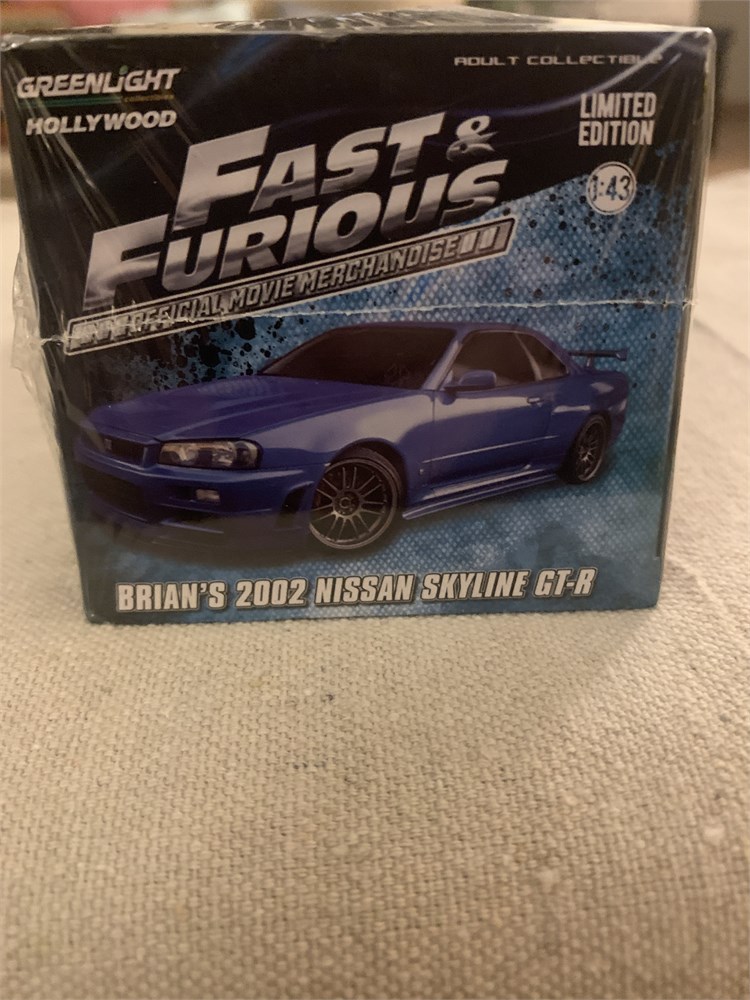 GREENLiGHT
HOLLYWOOD
ADULT COLLECTIBLE
LIMITED
EDITION
1:43
FAST &
FURIOUS
OFFICIAL MOVIE MERCHANDISE
BRIAN'S 2002 NISSAN SKYLINE GT-R